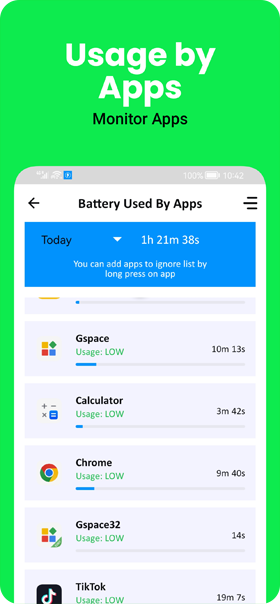 Usage by
Apps
Monitor Apps
100% 10:42
Battery Used By Apps
Today 1h 21m 38s
You can add apps to ignore list by
long press on app
Gspace
Usage: LOW 10m 13s
Calculator
Usage: LOW 3m 42s
Chrome
Usage: LOW 9m 40s
Gspace32
Usage: LOW 14s
TikTok
19m 7s